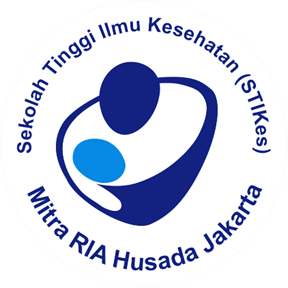 Sekolah Tinggi Ilmu Kesehatan (STIKes)
Mitra RIA Husada Jakarta